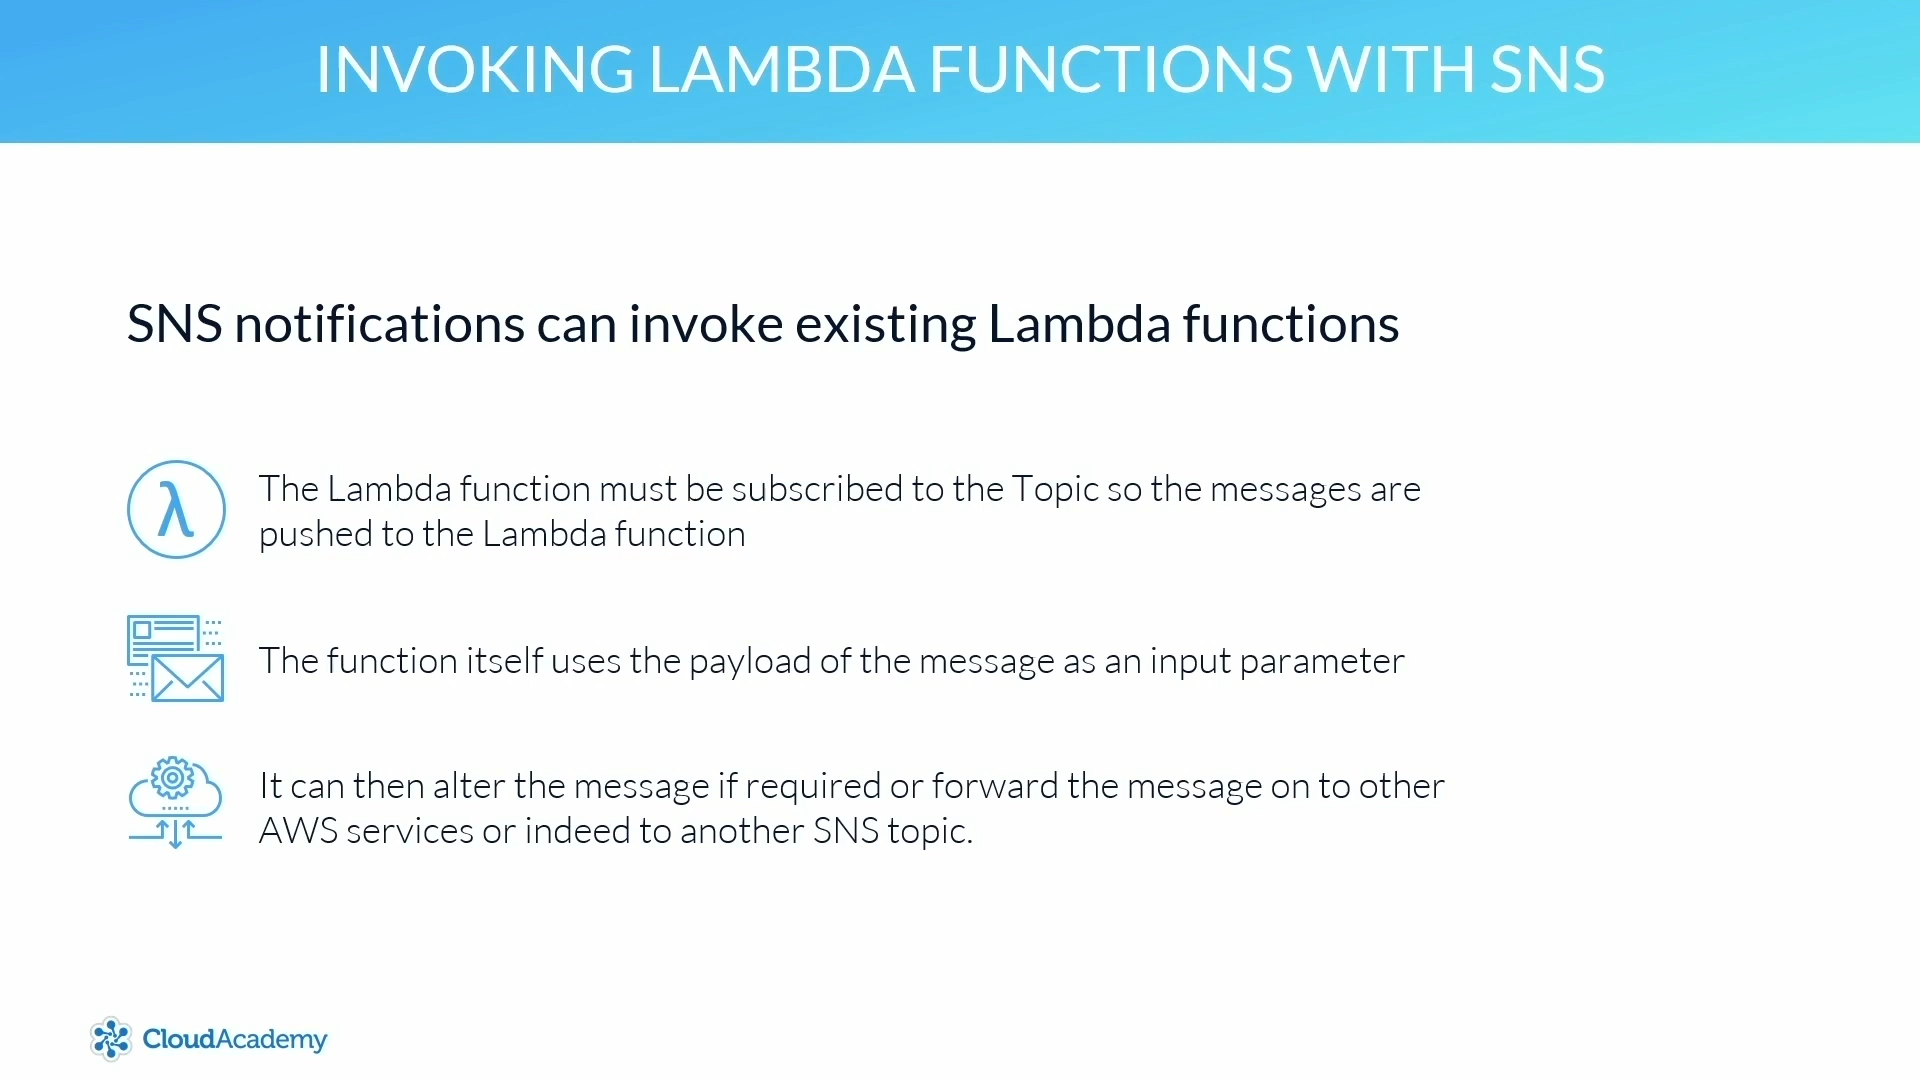 INVOKING LAMBDA FUNCTIONS WITH SNS
SNS notifications can invoke existing Lambda functions
λ
The Lambda function must be subscribed to the Topic so the messages are
pushed to the Lambda function
The function itself uses the payload of the message as an input parameter
It can then alter the message if required or forward the message on to other
AWS services or indeed to another SNS topic.
CloudAcademy